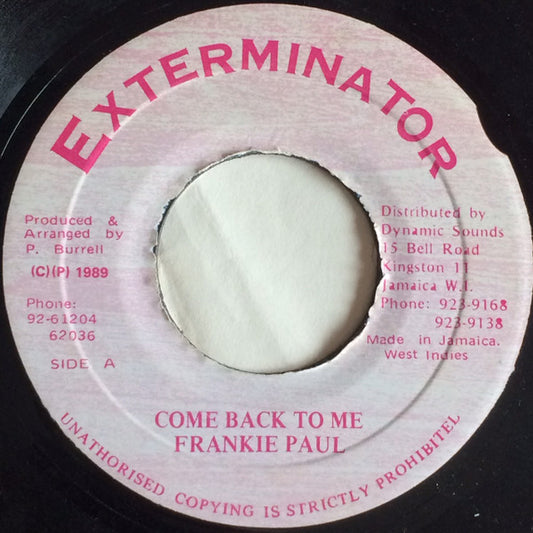 EXTERMINATOR
Produced &
Arranged by
P. Burrell
(C)(P) 1989
Phone:
92-61204
62036
SIDE A
Distributed by
Dynamic Sounds
15 Bell Road
Kingston 11
Jamaica W.I.
Phone: 923-9168
923-9138
Made in Jamaica.
West Indies
COME BACK TO ME
FRANKIE PAUL
UNATHORISED COPYING IS STRICTLY PROHIBITEL